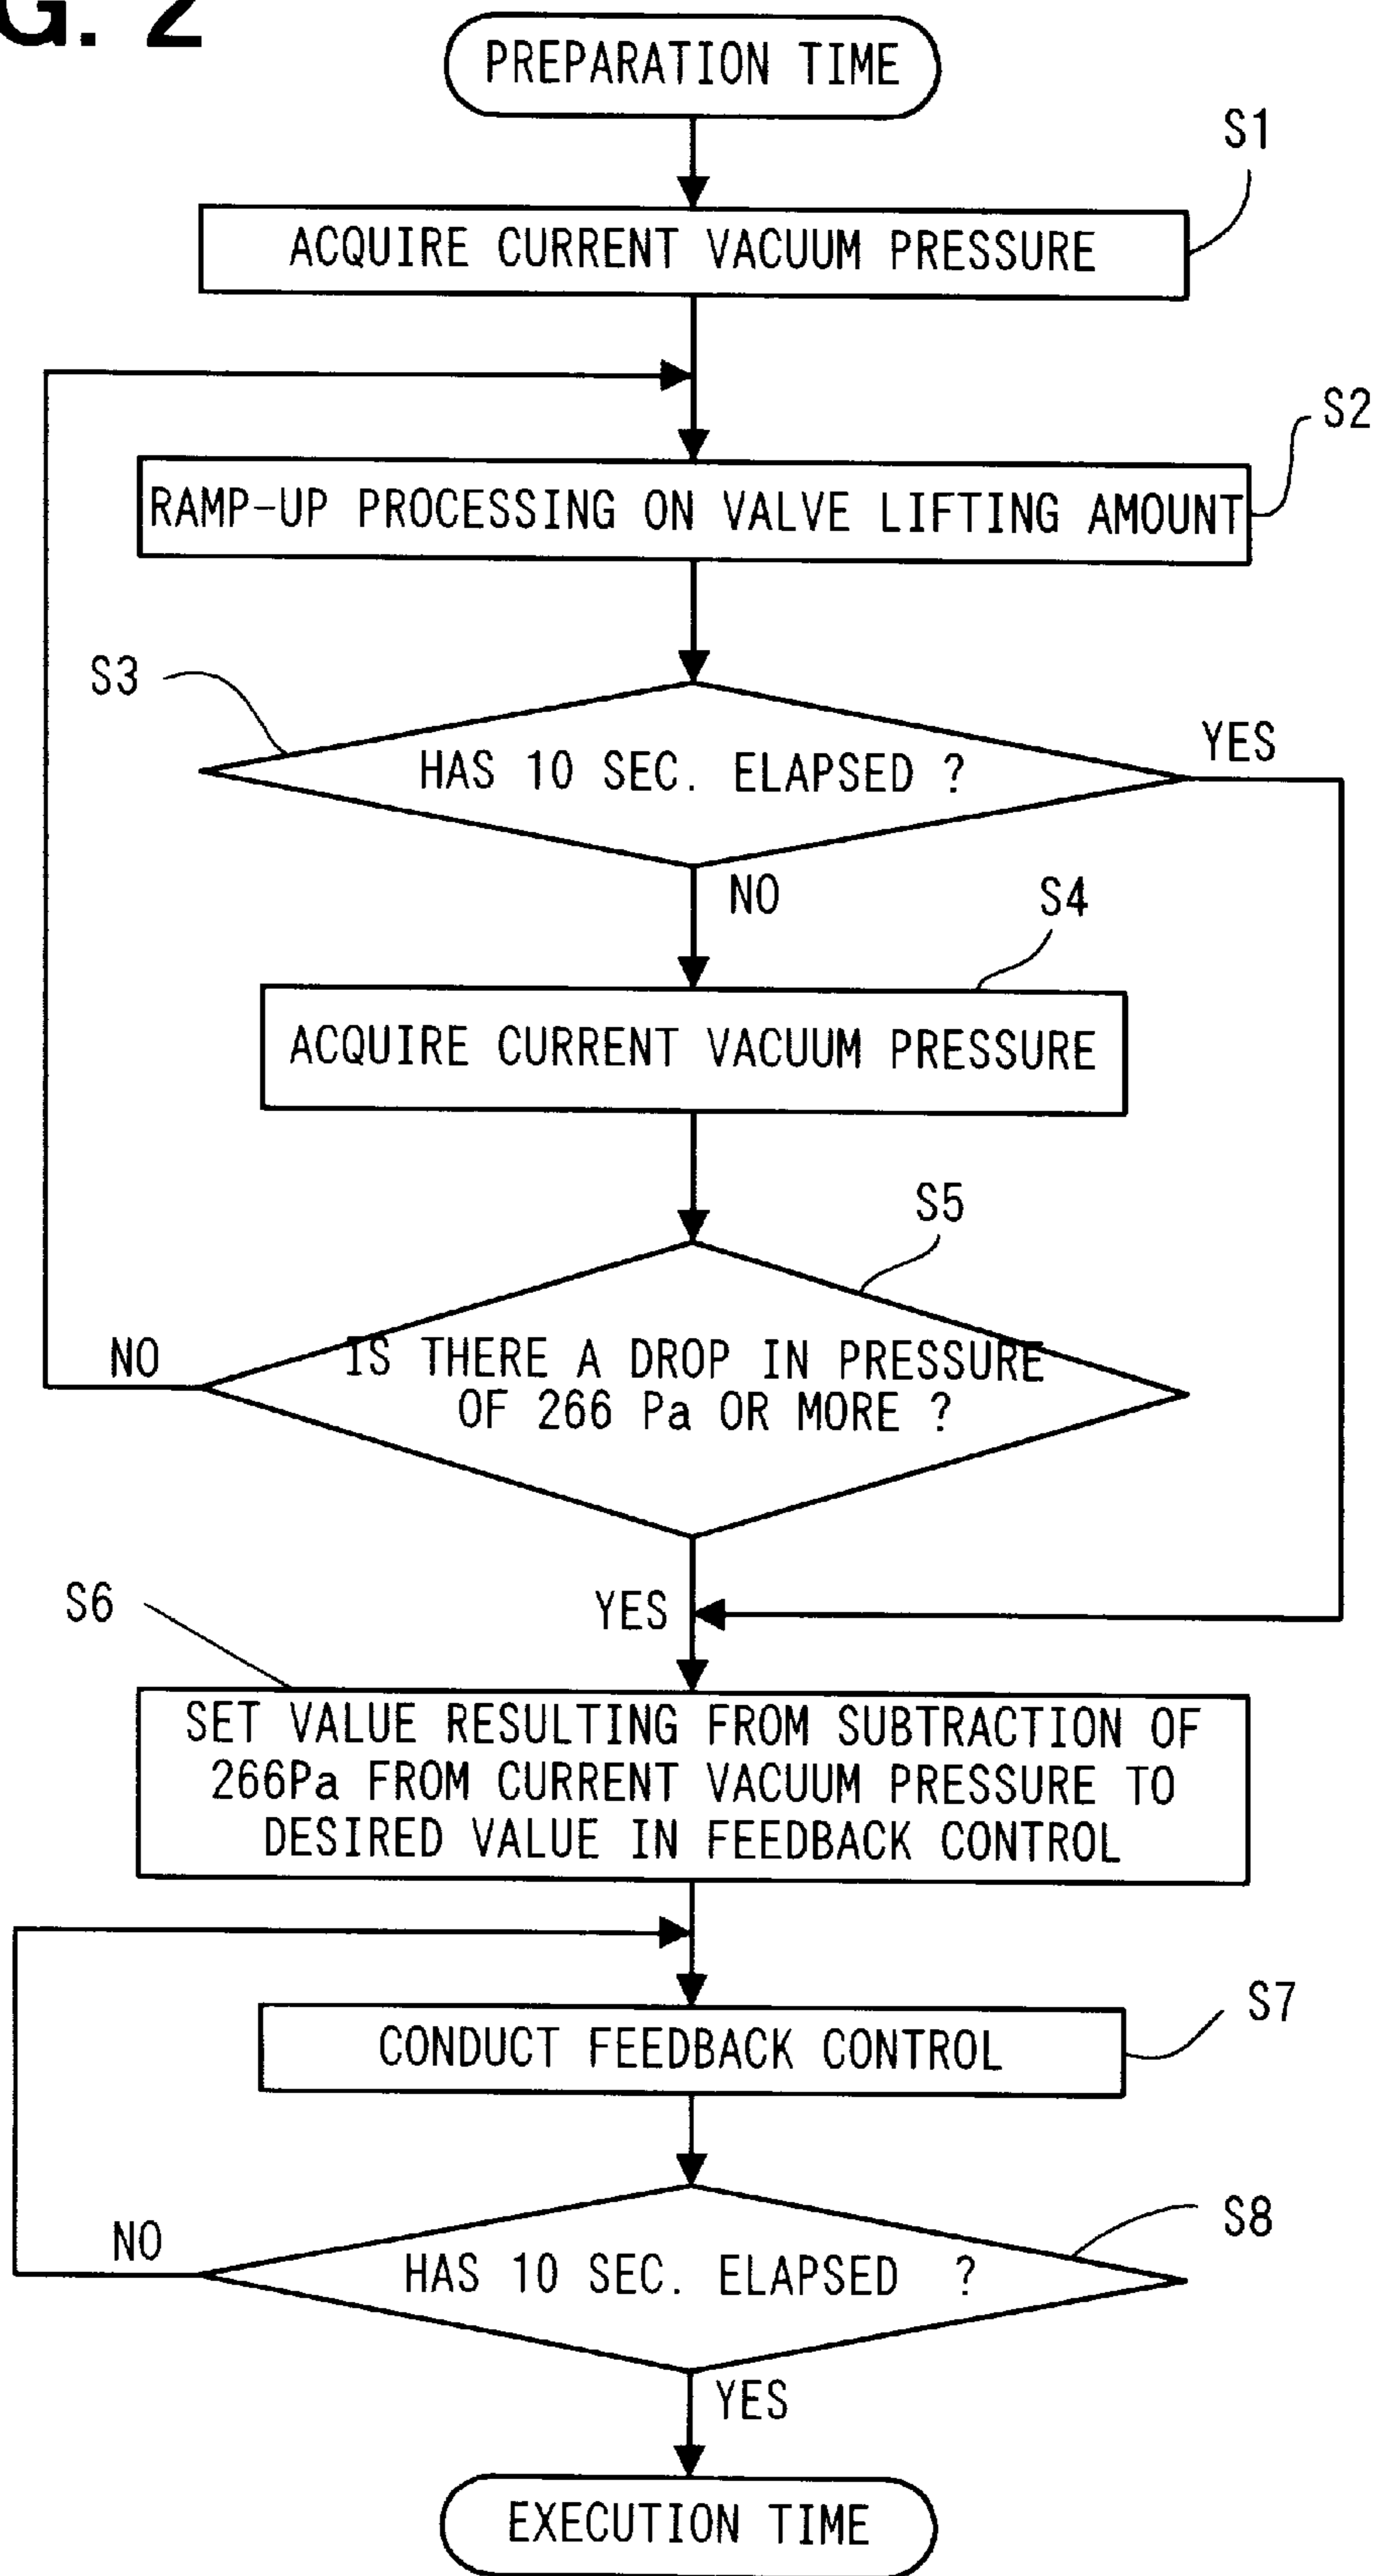 G. 2
PREPARATION TIME
S1
ACQUIRE CURRENT VACUUM PRESSURE
S2
RAMP-UP PROCESSING ON VALVE LIFTING AMOUNT
S3
HAS 10 SEC. ELAPSED ?
YES
NO
S4
ACQUIRE CURRENT VACUUM PRESSURE
S5
NO
IS THERE A DROP IN PRESSURE
OF 266 Pa OR MORE ?
S6
YES
SET VALUE RESULTING FROM SUBTRACTION OF
266Pa FROM CURRENT VACUUM PRESSURE TO
DESIRED VALUE IN FEEDBACK CONTROL
S7
CONDUCT FEEDBACK CONTROL
S8
NO
HAS 10 SEC. ELAPSED ?
YES
EXECUTION TIME